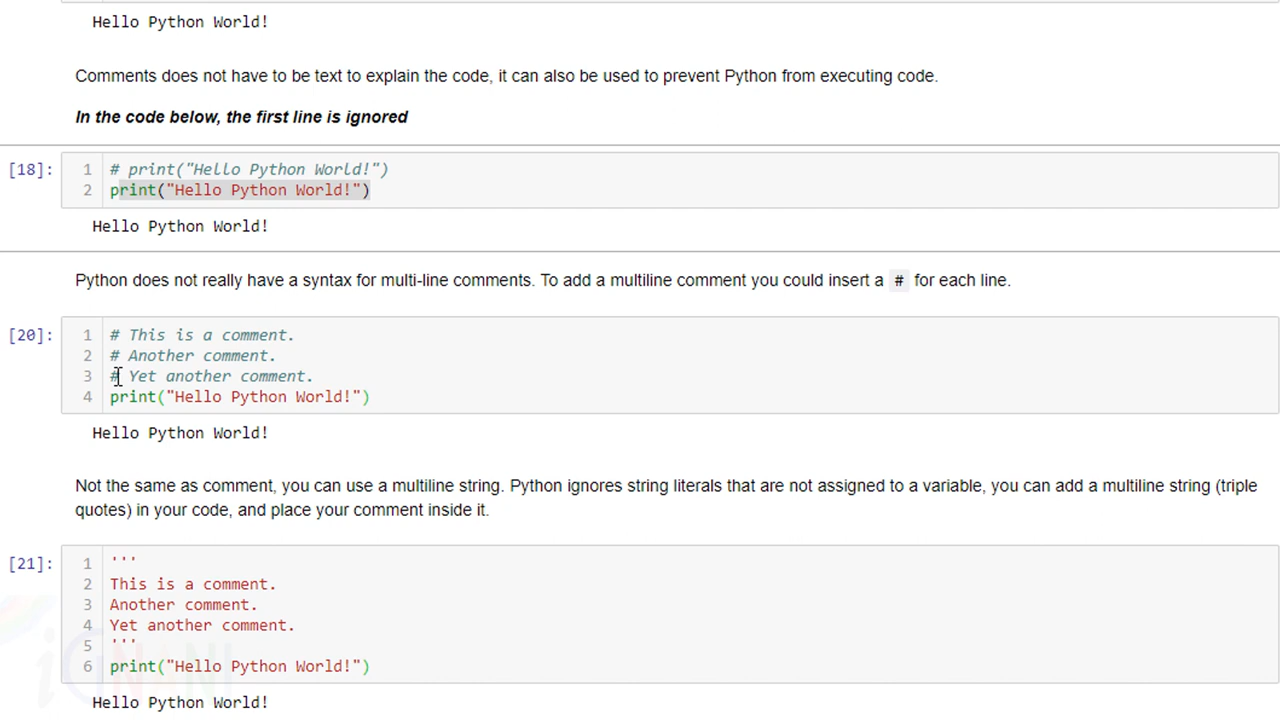 Hello Python World!
Comments does not have to be text to explain the code, it can also be used to prevent Python from executing code.
In the code below, the first line is ignored
[18]: 1 # print("Hello Python World!")
2 print("Hello Python World!")
Hello Python World!
Python does not really have a syntax for multi-line comments. To add a multiline comment you could insert a # for each line.
[20]: 1 # This is a comment.
2 # Another comment.
3 # Yet another comment.
4 print("Hello Python World!")
Hello Python World!
Not the same as comment, you can use a multiline string. Python ignores string literals that are not assigned to a variable, you can add a multiline string (triple
quotes) in your code, and place your comment inside it.
[21]: 1 '''
2 This is a comment.
3 Another comment.
4 Yet another comment.
5 '''
6 print("Hello Python World!")
Hello Python World!